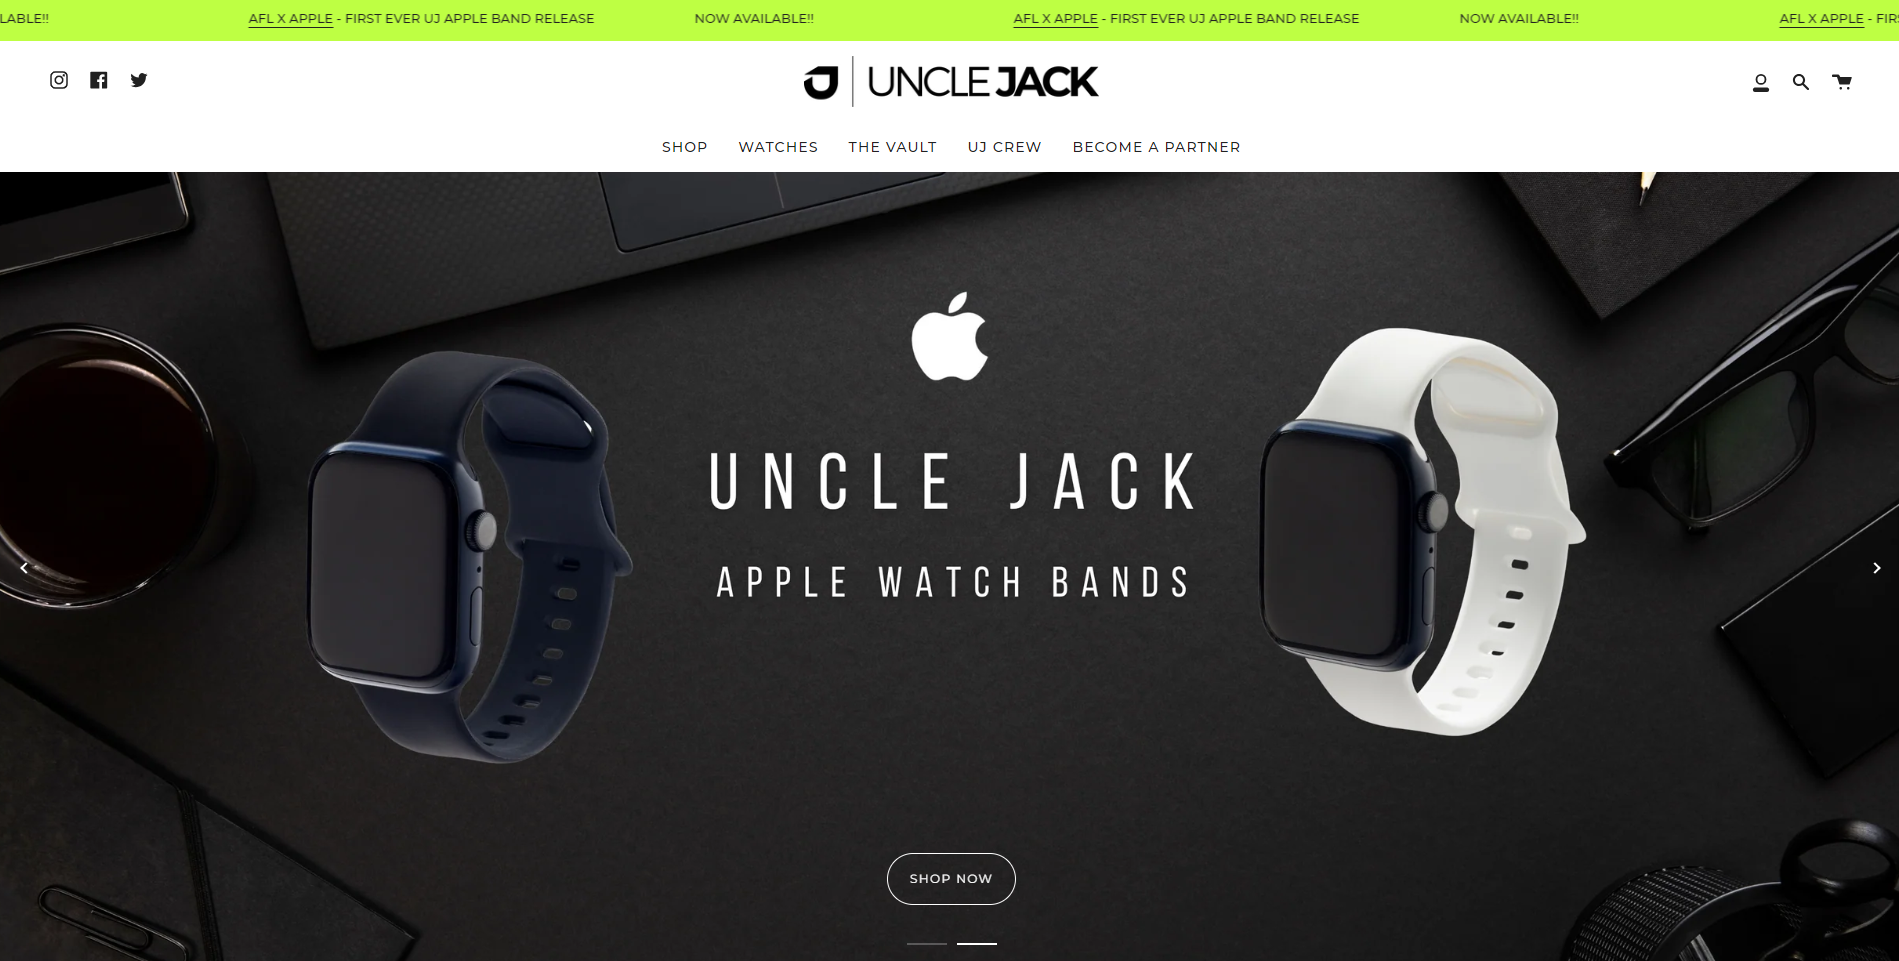 LABLE!! AFL X APPLE - FIRST EVER UJ APPLE BAND RELEASE NOW AVAILABLE!! AFL X APPLE - FIRST EVER UJ APPLE BAND RELEASE NOW AVAILABLE!! AFL X APPLE - FIR
UNCLE JACK
SHOP WATCHES THE VAULT UJ CREW BECOME A PARTNER
UNCLE JACK
APPLE WATCH BANDS
SHOP NOW